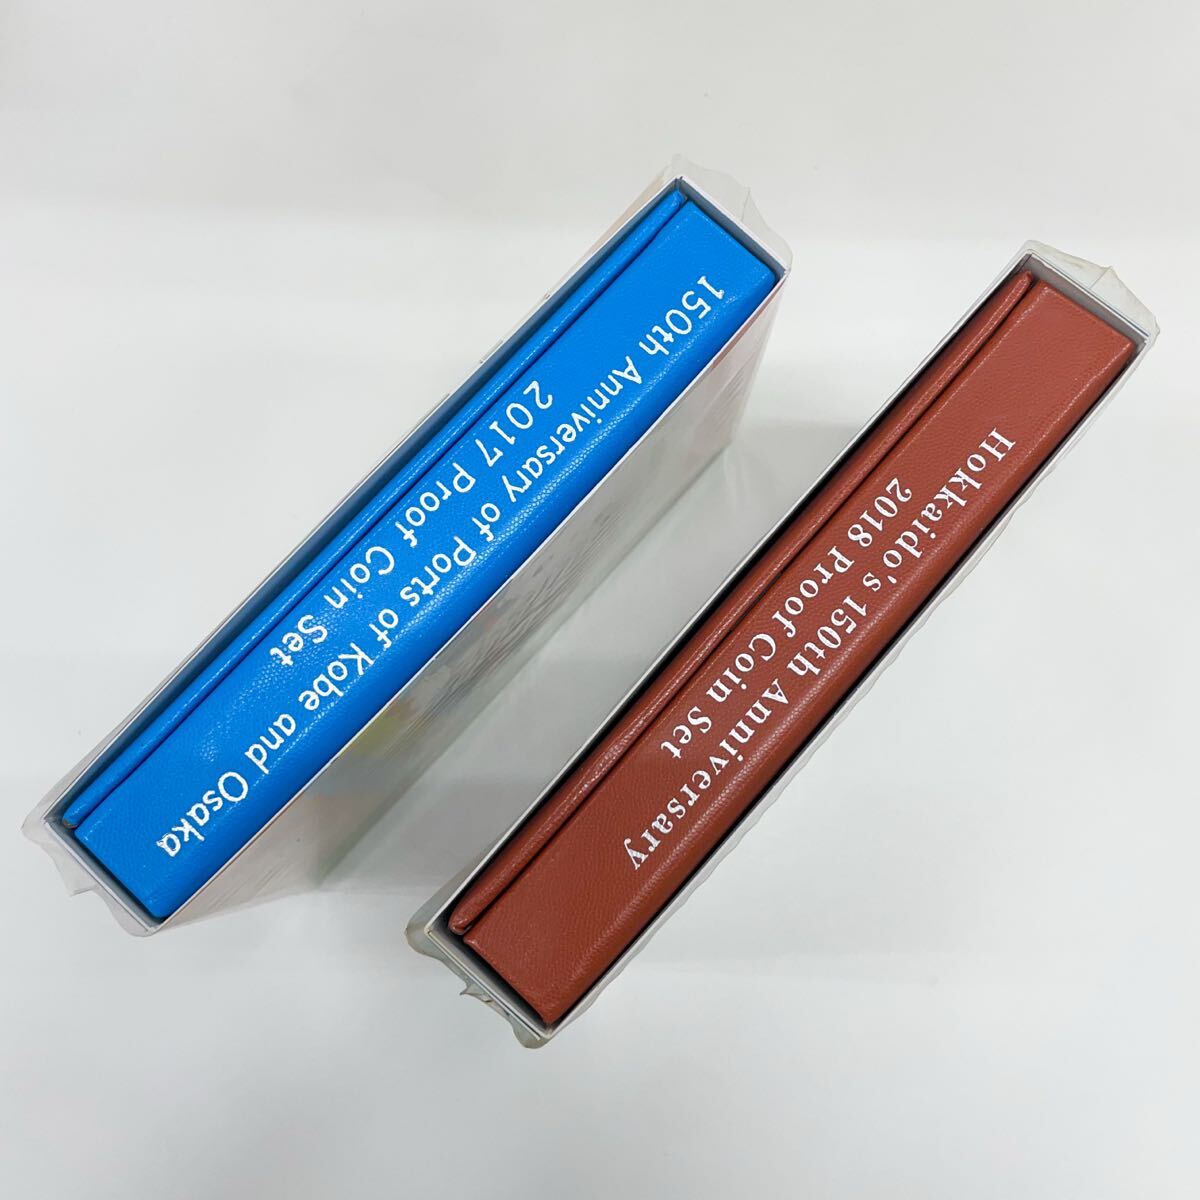 150th Anniversary of Ports of Kobe and Osaka
2017 Proof Coin Set
Hokkaido's 150th Anniversary
2018 Proof Coin Set